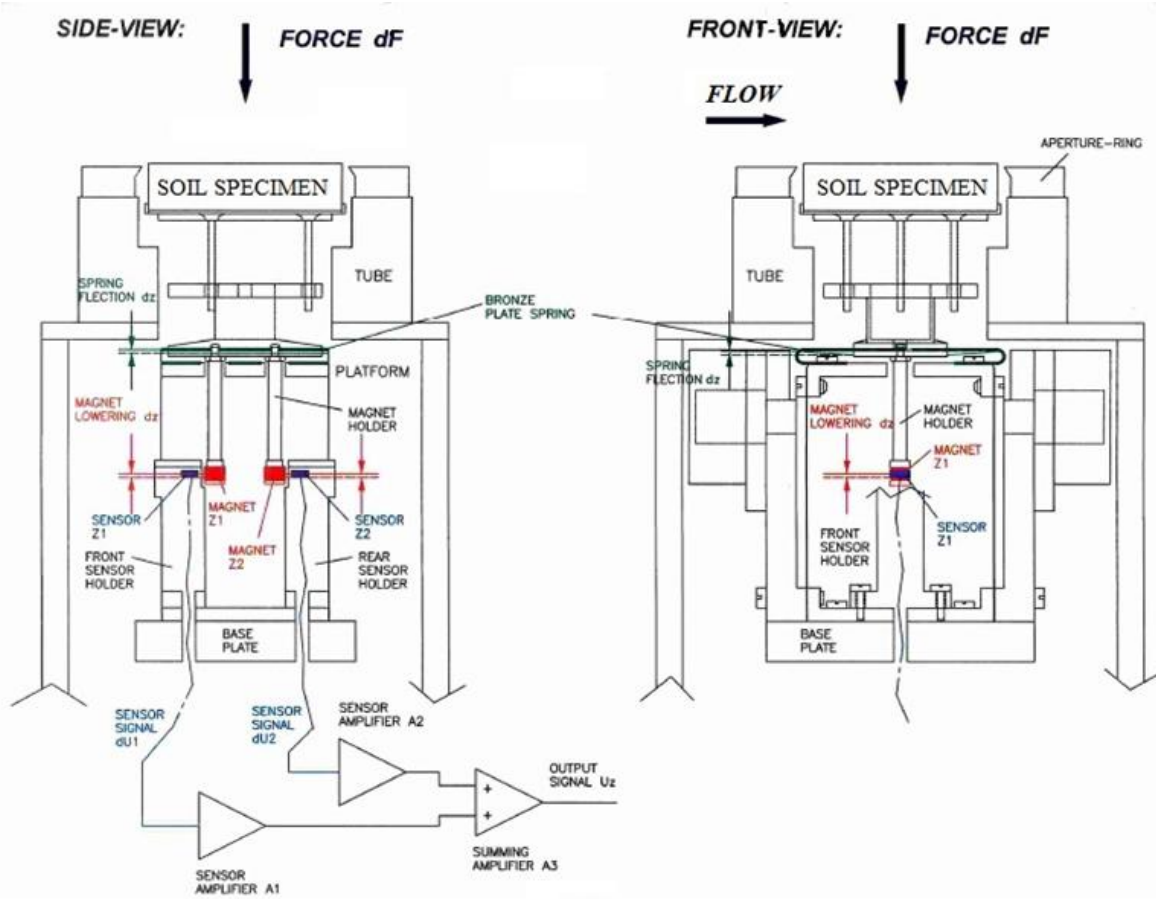 SIDE-VIEW:
FORCE dF
SOIL SPECIMEN
TUBE
SPRING
FLECTION dz
BRONZE
PLATE SPRING
PLATFORM
MAGNET
LOWERING dz
MAGNET
HOLDER
SENSOR
Z1
MAGNET
Z1
MAGNET
Z2
SENSOR
Z2
FRONT
SENSOR
HOLDER
REAR
SENSOR
HOLDER
BASE
PLATE
SENSOR
SIGNAL
dU1
SENSOR
SIGNAL
dU2
SENSOR
AMPLIFIER A2
+
+
OUTPUT
SIGNAL Uz
SENSOR
AMPLIFIER A1
SUMMING
AMPLIFIER A3
FRONT-VIEW:
FORCE dF
FLOW
APERTURE-RING
SOIL SPECIMEN
TUBE
SPRING
FLECTION dz
MAGNET
LOWERING dz
MAGNET
HOLDER
MAGNET
Z1
SENSOR
Z1
FRONT
SENSOR
HOLDER
BASE
PLATE